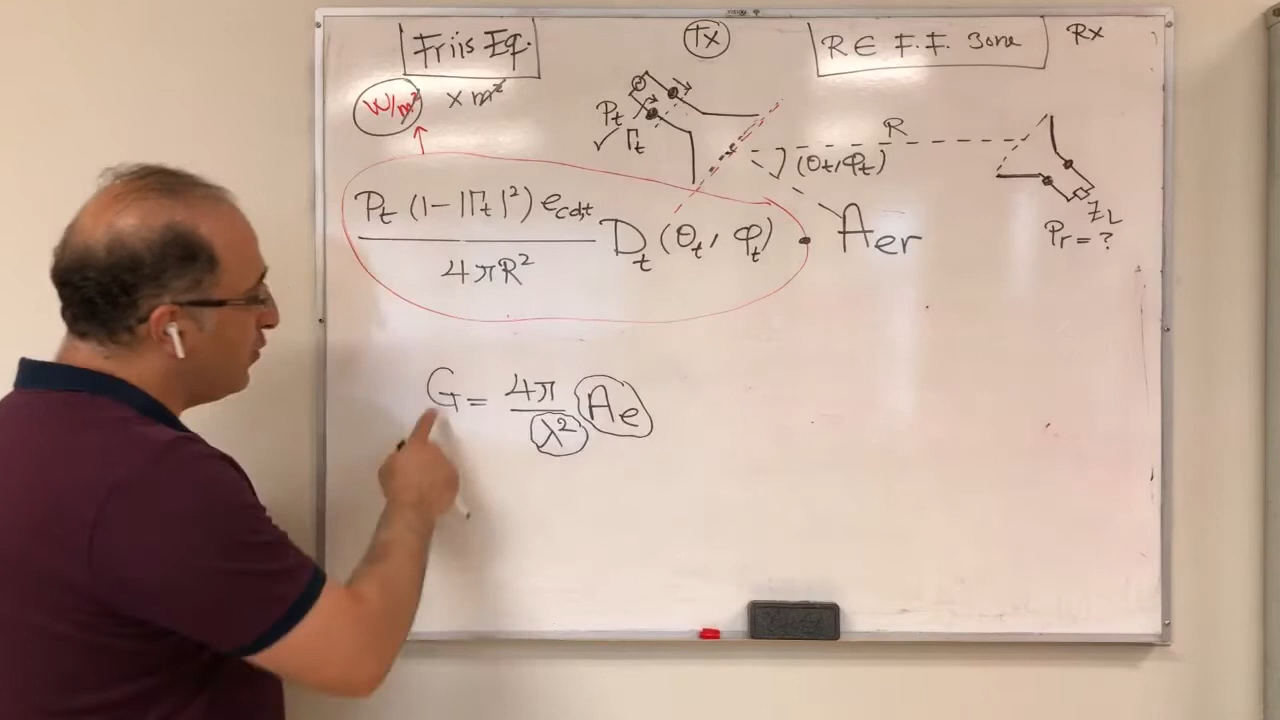 Friis Eq.
Tx
R ∈ F.F. Zone
Rx
W/m² × m²
Pt
✓ Γt
R
(θt, φt)
ZL
Pr = ?
Pt (1-|Γt|²) ecd,t / 4πR² Dt (θt, φt) • Aer
G = 4π / λ² Ae